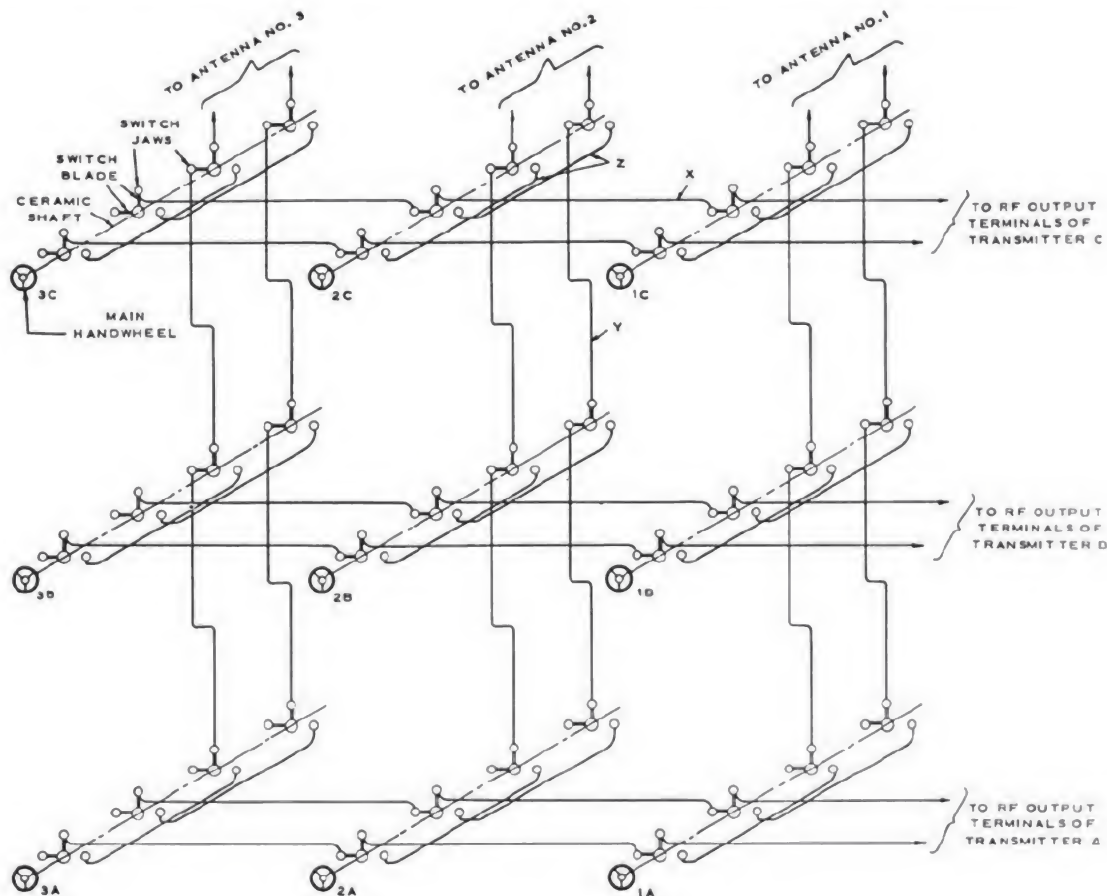 TO ANTENNA NO. 3
TO ANTENNA NO. 2
TO ANTENNA NO. 1
SWITCH
JAWS
SWITCH
BLADE
CERAMIC
SHAFT
Z
X
TO RF OUTPUT
TERMINALS OF
TRANSMITTER C
3C
2C
1C
MAIN
HANDWHEEL
Y
TO RF OUTPUT
TERMINALS OF
TRANSMITTER B
3B
2B
1B
TO RF OUTPUT
TERMINALS OF
TRANSMITTER A
3A
2A
1A